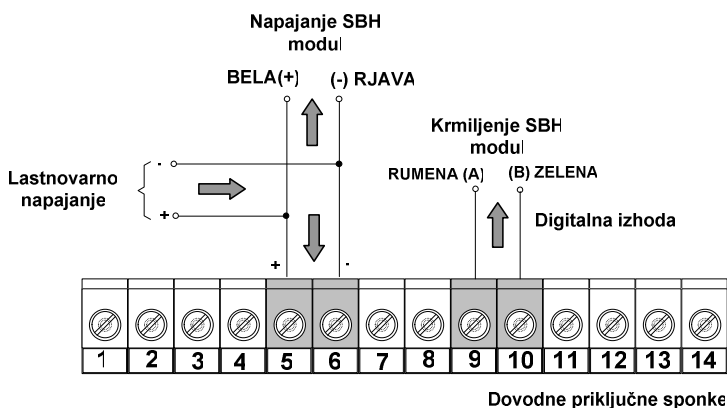 Napajanje SBH
modul
BELA(+) (-) RJAVA
Krmiljenje SBH
modul
RUMENA (A) (B) ZELENA
Lastnovarno
napajanje
-
+
Digitalna izhoda
+ -
1 2 3 4 5 6 7 8 9 10 11 12 13 14
Dovodne priključne sponke